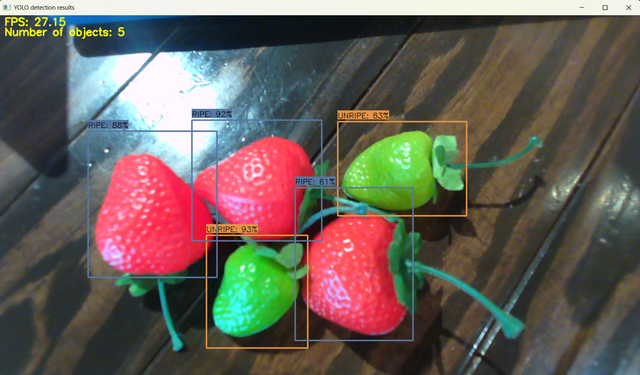 YOLO detection results
FPS: 27.15
Number of objects: 5
RIPE: 92%
UNRIPE: 63%
RIPE: 88%
RIPE: 81%
UNRIPE: 93%